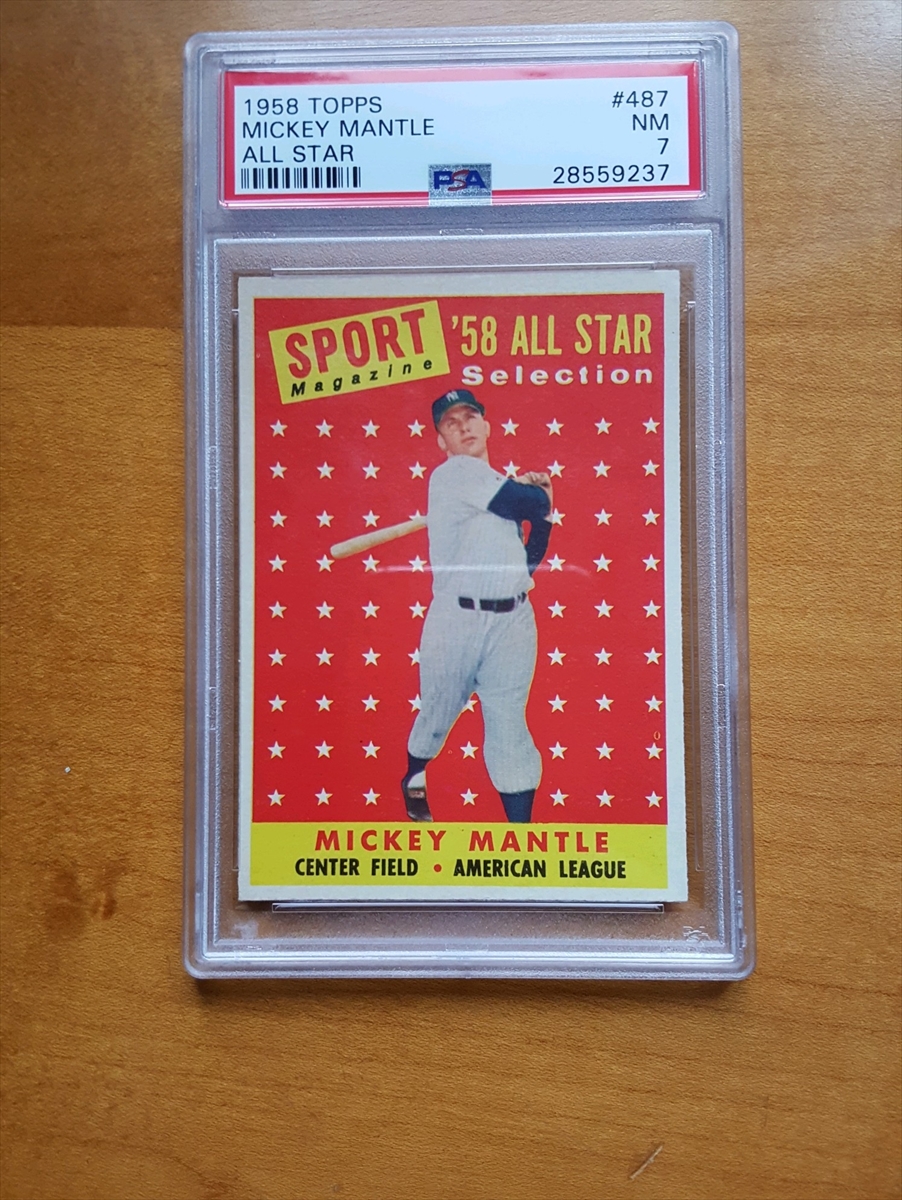 1958 TOPPS #487
MICKEY MANTLE NM
ALL STAR 7
PSA 28559237
SPORT '58 ALL STAR
Magazine Selection
NY
MICKEY MANTLE
CENTER FIELD • AMERICAN LEAGUE